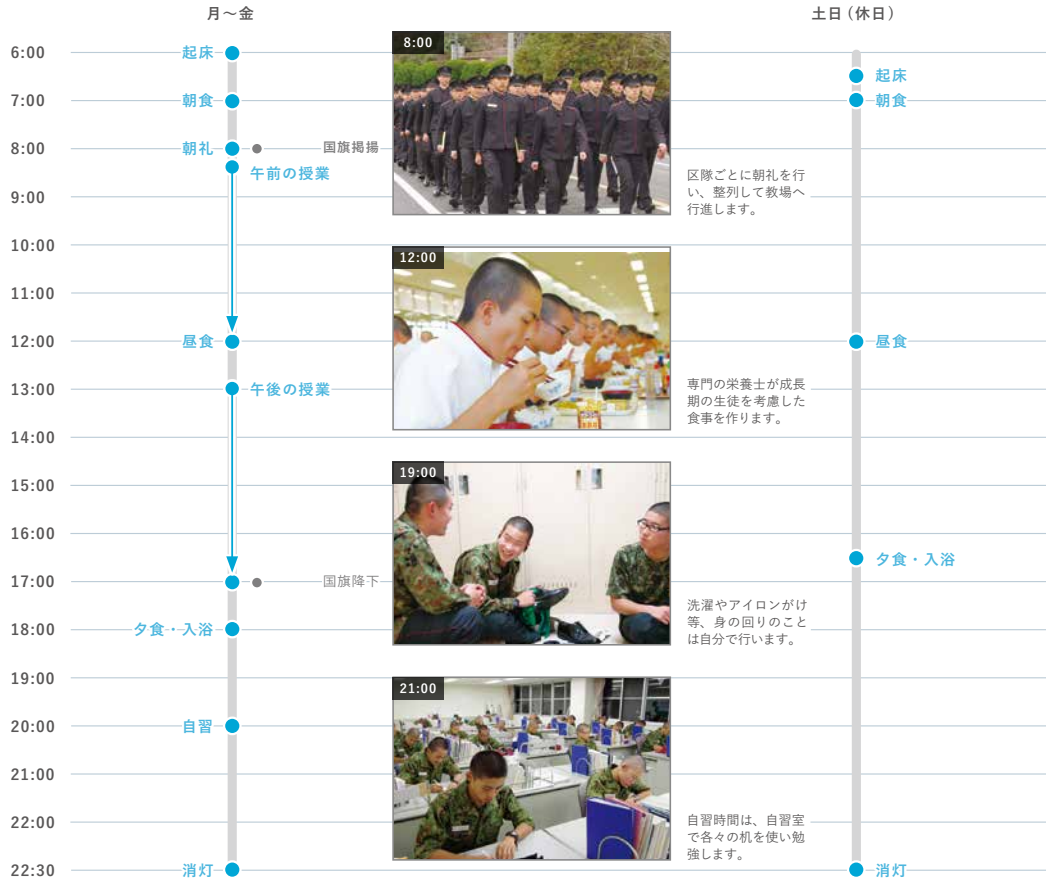 月〜金
土日(休日)
6:00
起床
7:00
朝食
8:00
朝礼
国旗掲揚
午前の授業
9:00
10:00
11:00
12:00
昼食
13:00
午後の授業
14:00
15:00
16:00
17:00
国旗降下
18:00
夕食・入浴
19:00
20:00
自習
21:00
22:00
22:30
消灯
8:00
区隊ごとに朝礼を行
い、整列して教場へ
行進します。
12:00
専門の栄養士が成長
期の生徒を考慮した
食事を作ります。
19:00
洗濯やアイロンがけ
等、身の回りのこと
は自分で行います。
21:00
自習時間は、自習室
で各々の机を使い勉
強します。
起床
朝食
昼食
夕食・入浴
消灯